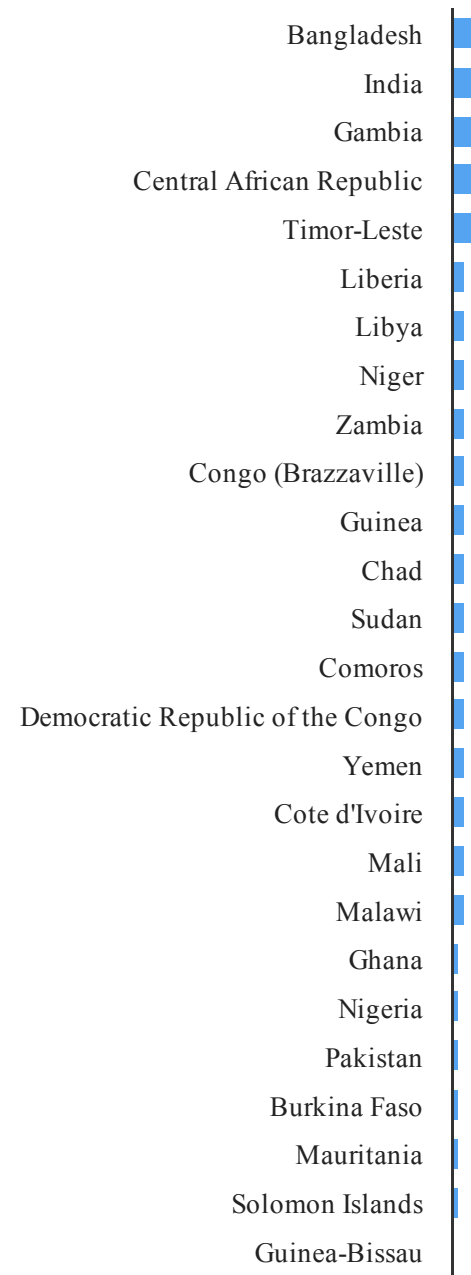 Bangladesh
India
Gambia
Central African Republic
Timor-Leste
Liberia
Libya
Niger
Zambia
Congo (Brazzaville)
Guinea
Chad
Sudan
Comoros
Democratic Republic of the Congo
Yemen
Cote d'Ivoire
Mali
Malawi
Ghana
Nigeria
Pakistan
Burkina Faso
Mauritania
Solomon Islands
Guinea-Bissau